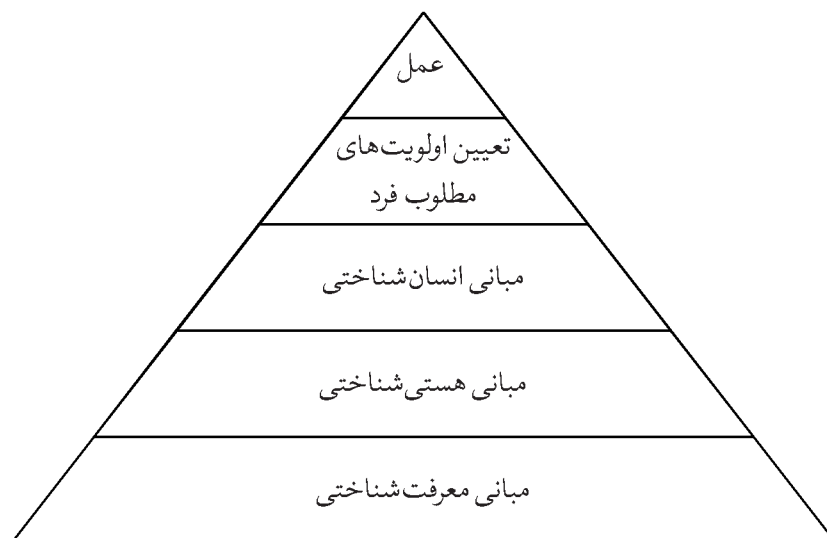 عمل
تعیین اولویت‌های
مطلوب فرد
مبانی انسان‌شناختی
مبانی هستی‌شناختی
مبانی معرفت‌شناختی